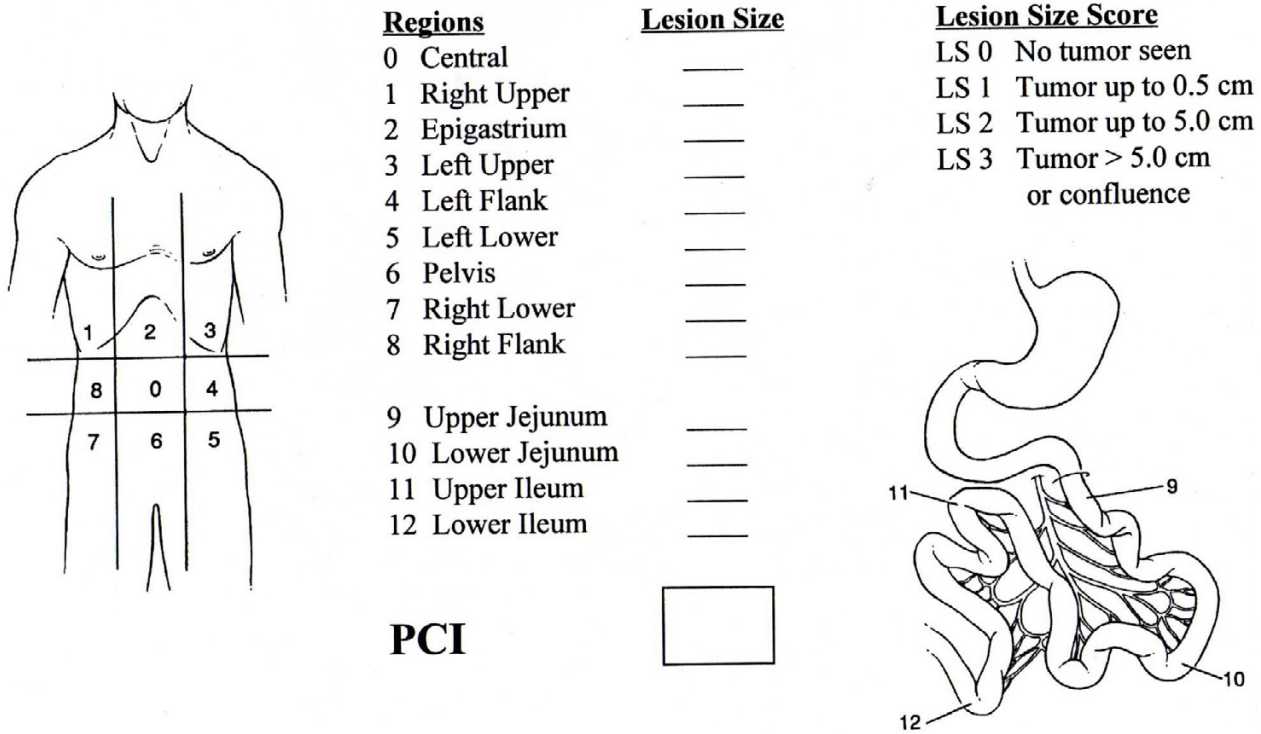 Regions
0 Central
1 Right Upper
2 Epigastrium
3 Left Upper
4 Left Flank
5 Left Lower
6 Pelvis
7 Right Lower
8 Right Flank
9 Upper Jejunum
10 Lower Jejunum
11 Upper Ileum
12 Lower Ileum
PCI
Lesion Size
Lesion Size Score
LS 0 No tumor seen
LS 1 Tumor up to 0.5 cm
LS 2 Tumor up to 5.0 cm
LS 3 Tumor > 5.0 cm
or confluence
1 2 3
8 0 4
7 6 5
11 9
10
12